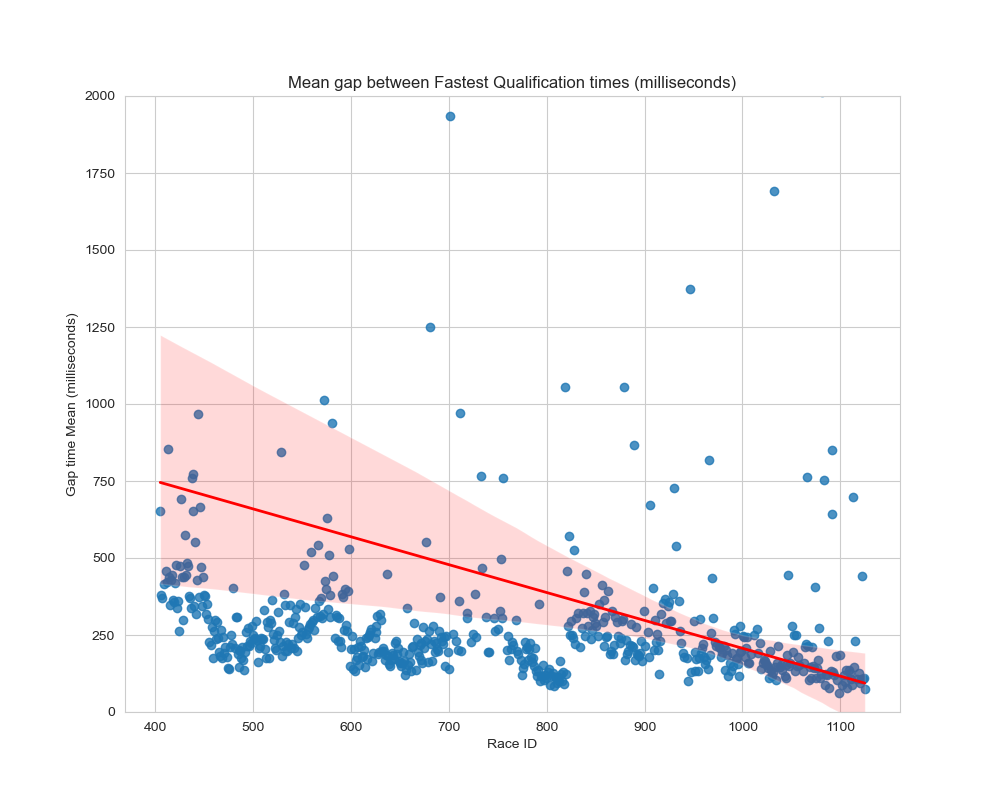 Mean gap between Fastest Qualification times (milliseconds)
2000
1750
1500
1250
1000
750
500
250
0
Gap time Mean (milliseconds)
400 500 600 700 800 900 1000 1100
Race ID